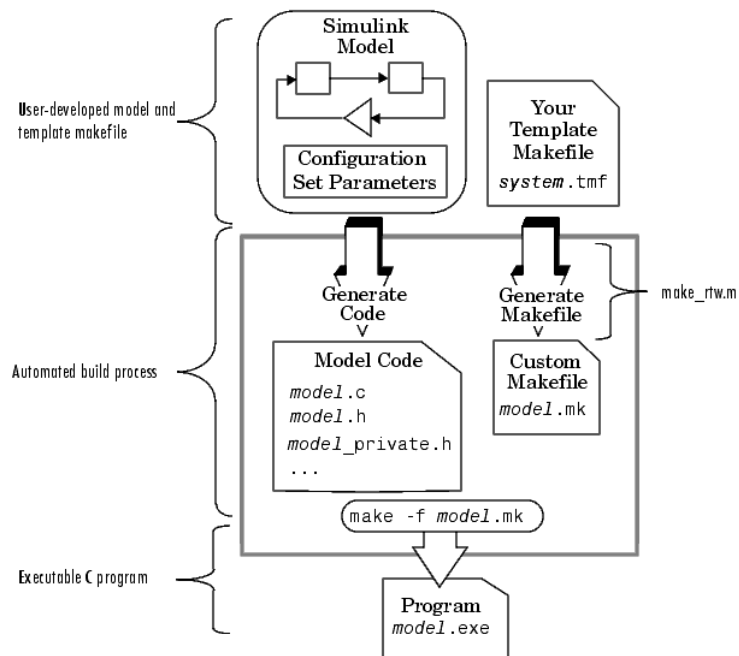 Simulink
Model
Configuration
Set Parameters
User-developed model and
template makefile
Your
Template
Makefile
system.tmf
Generate
Code
Generate
Makefile
make_rtw.m
Automated build process
Model Code
model.c
model.h
model_private.h
...
Custom
Makefile
model.mk
make -f model.mk
Executable C program
Program
model.exe